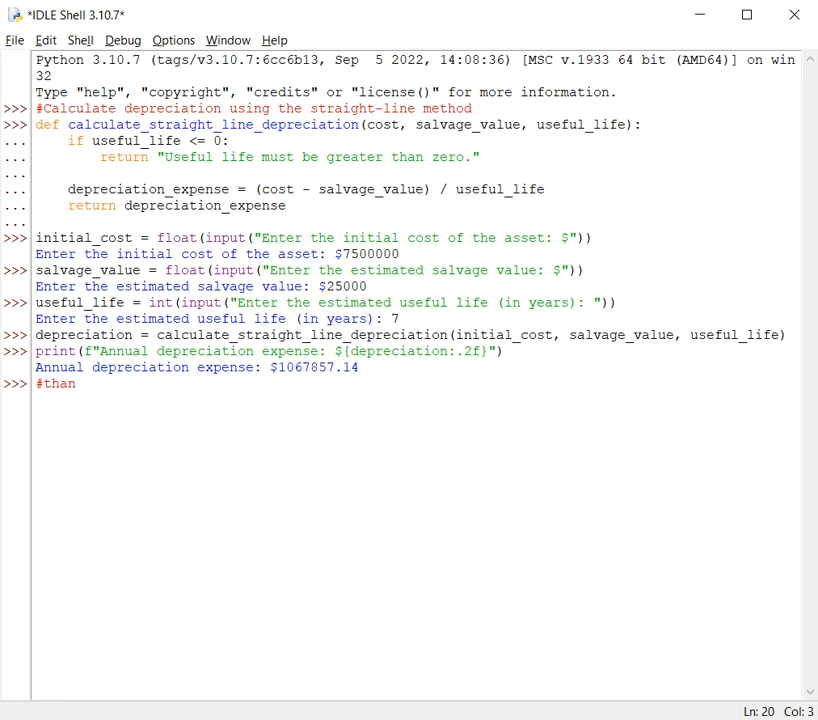 *IDLE Shell 3.10.7*
File Edit Shell Debug Options Window Help
Python 3.10.7 (tags/v3.10.7:6cc6b13, Sep  5 2022, 14:08:36) [MSC v.1933 64 bit (AMD64)] on win
32
Type "help", "copyright", "credits" or "license()" for more information.
>>> #Calculate depreciation using the straight-line method
>>> def calculate_straight_line_depreciation(cost, salvage_value, useful_life):
...     if useful_life <= 0:
...         return "Useful life must be greater than zero."
...
...     depreciation_expense = (cost - salvage_value) / useful_life
...     return depreciation_expense
...
>>> initial_cost = float(input("Enter the initial cost of the asset: $"))
Enter the initial cost of the asset: $7500000
>>> salvage_value = float(input("Enter the estimated salvage value: $"))
Enter the estimated salvage value: $25000
>>> useful_life = int(input("Enter the estimated useful life (in years): "))
Enter the estimated useful life (in years): 7
>>> depreciation = calculate_straight_line_depreciation(initial_cost, salvage_value, useful_life)
>>> print(f"Annual depreciation expense: ${depreciation:.2f}")
Annual depreciation expense: $1067857.14
>>> #than
Ln: 20 Col: 3